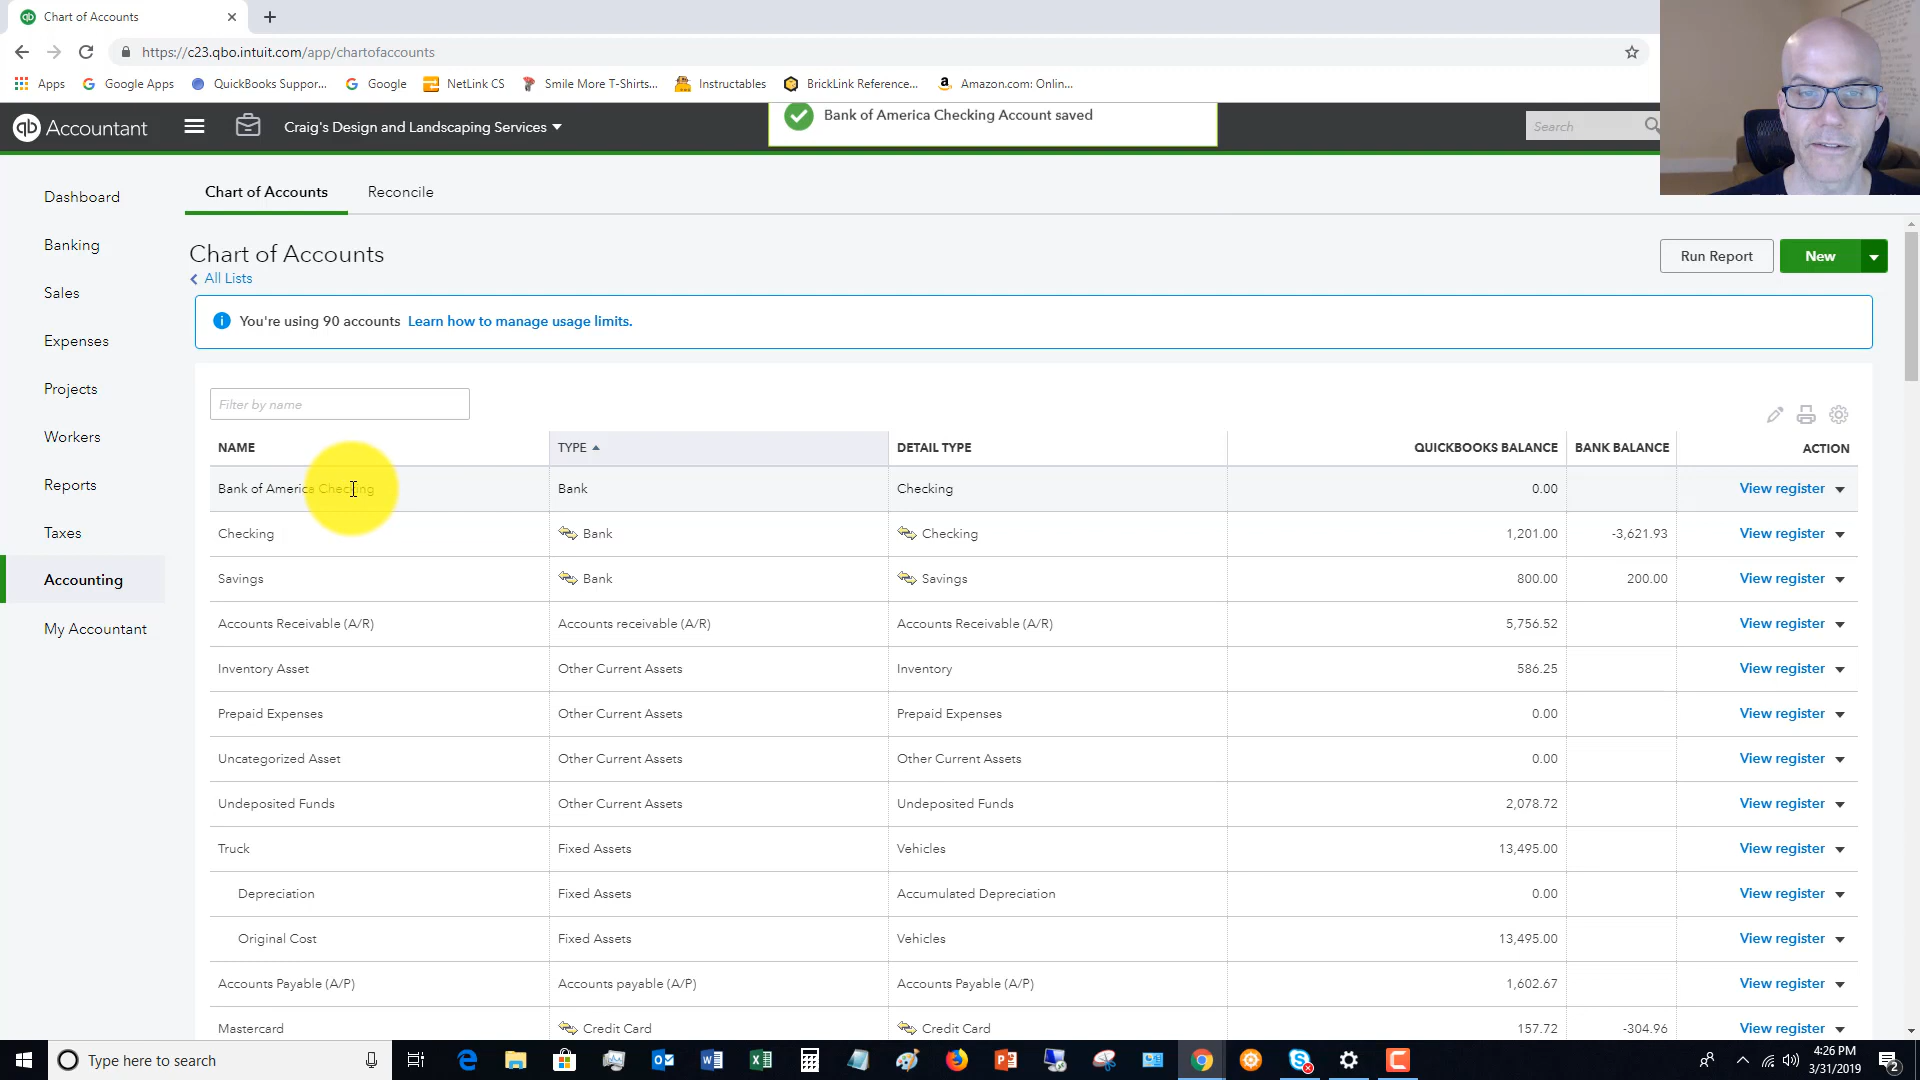 Chart of Accounts
https://c23.qbo.intuit.com/app/chartofaccounts
Apps Google Apps QuickBooks Suppor... Google NetLink CS Smile More T-Shirts... Instructables BrickLink Reference... Amazon.com: Onlin...
qb Accountant Craig's Design and Landscaping Services Bank of America Checking Account saved Search
Dashboard
Banking
Sales
Expenses
Projects
Workers
Reports
Taxes
Accounting
My Accountant
Chart of Accounts Reconcile
Chart of Accounts
All Lists
Run Report New
You're using 90 accounts Learn how to manage usage limits.
Filter by name
NAME TYPE DETAIL TYPE QUICKBOOKS BALANCE BANK BALANCE ACTION
Bank of America Checking Bank Checking 0.00 View register
Checking Bank Checking 1,201.00 -3,621.93 View register
Savings Bank Savings 800.00 200.00 View register
Accounts Receivable (A/R) Accounts receivable (A/R) Accounts Receivable (A/R) 5,756.52 View register
Inventory Asset Other Current Assets Inventory 586.25 View register
Prepaid Expenses Other Current Assets Prepaid Expenses 0.00 View register
Uncategorized Asset Other Current Assets Other Current Assets 0.00 View register
Undeposited Funds Other Current Assets Undeposited Funds 2,078.72 View register
Truck Fixed Assets Vehicles 13,495.00 View register
Depreciation Fixed Assets Accumulated Depreciation 0.00 View register
Original Cost Fixed Assets Vehicles 13,495.00 View register
Accounts Payable (A/P) Accounts payable (A/P) Accounts Payable (A/P) 1,602.67 View register
Mastercard Credit Card Credit Card 157.72 -304.96 View register
Type here to search
4:26 PM
3/31/2019
2